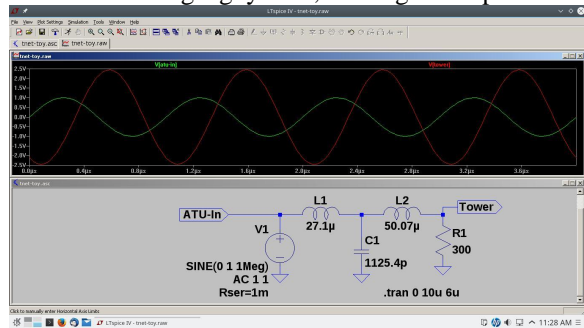 LTspice IV - tnet-toy.raw
File View Plot Settings Simulation Tools Window Help
tnet-toy.asc tnet-toy.raw
tnet-toy.raw
V(atu-in) V(tower)
2.5V
2.0V
1.5V
1.0V
0.5V
0.0V
-0.5V
-1.0V
-1.5V
-2.0V
-2.5V
0.0µs 0.4µs 0.8µs 1.2µs 1.6µs 2.0µs 2.4µs 2.8µs 3.2µs 3.6µs
tnet-toy.asc
L1 L2
ATU-In Tower
27.1µ 50.07µ
V1 C1 R1
1125.4p 300
SINE(0 1 1Meg)
AC 1 1
Rser=1m .tran 0 10u 6u
Click to manually enter Horizontal Axis Limits
LTspice IV - tnet-toy.raw 11:28 AM